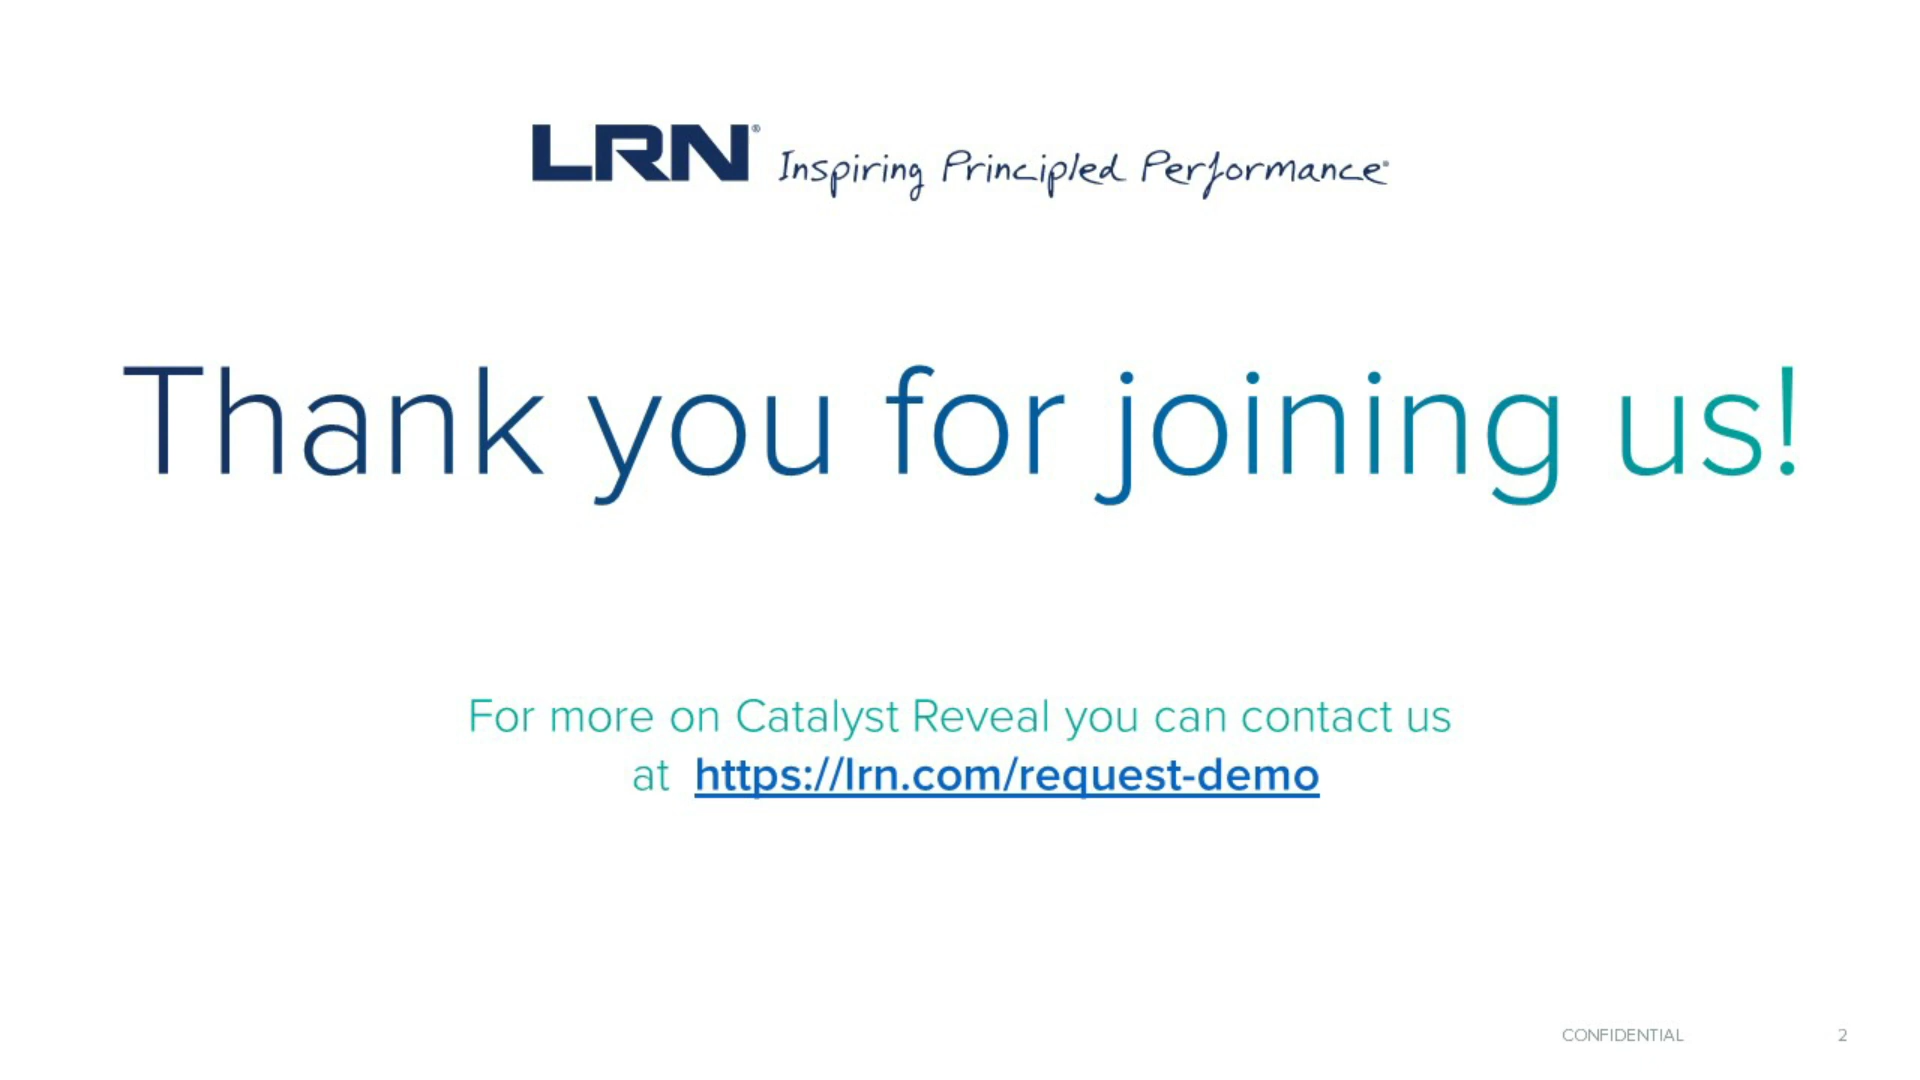 LRN® Inspiring Principled Performance®
Thank you for joining us!
For more on Catalyst Reveal you can contact us
at https://lrn.com/request-demo
CONFIDENTIAL 2